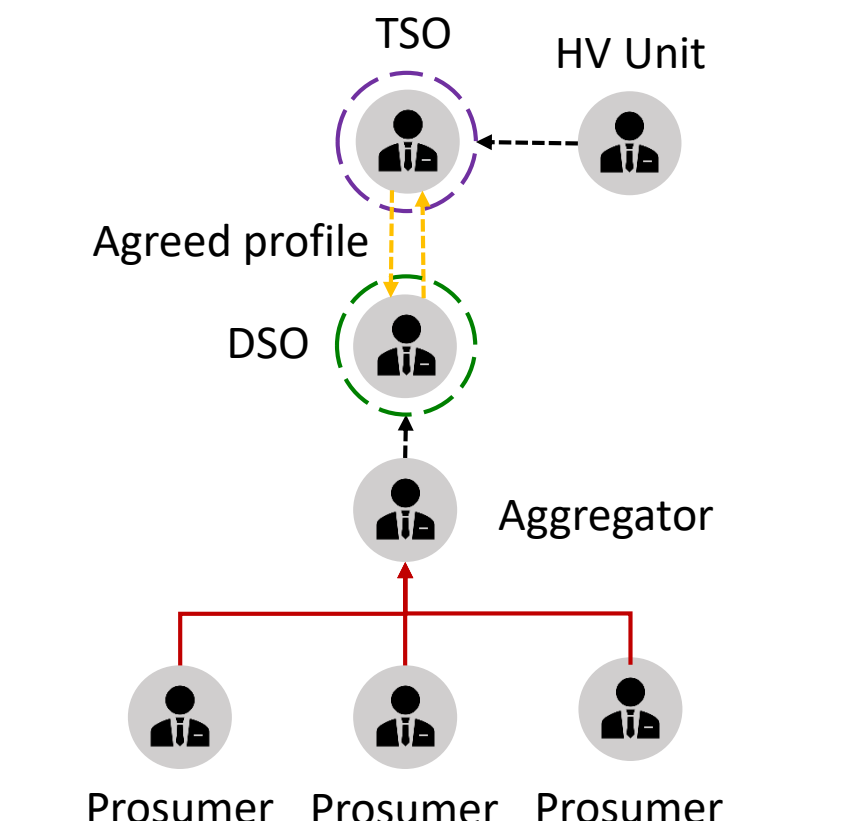 TSO
HV Unit
Agreed profile
DSO
Aggregator
Prosumer Prosumer Prosumer